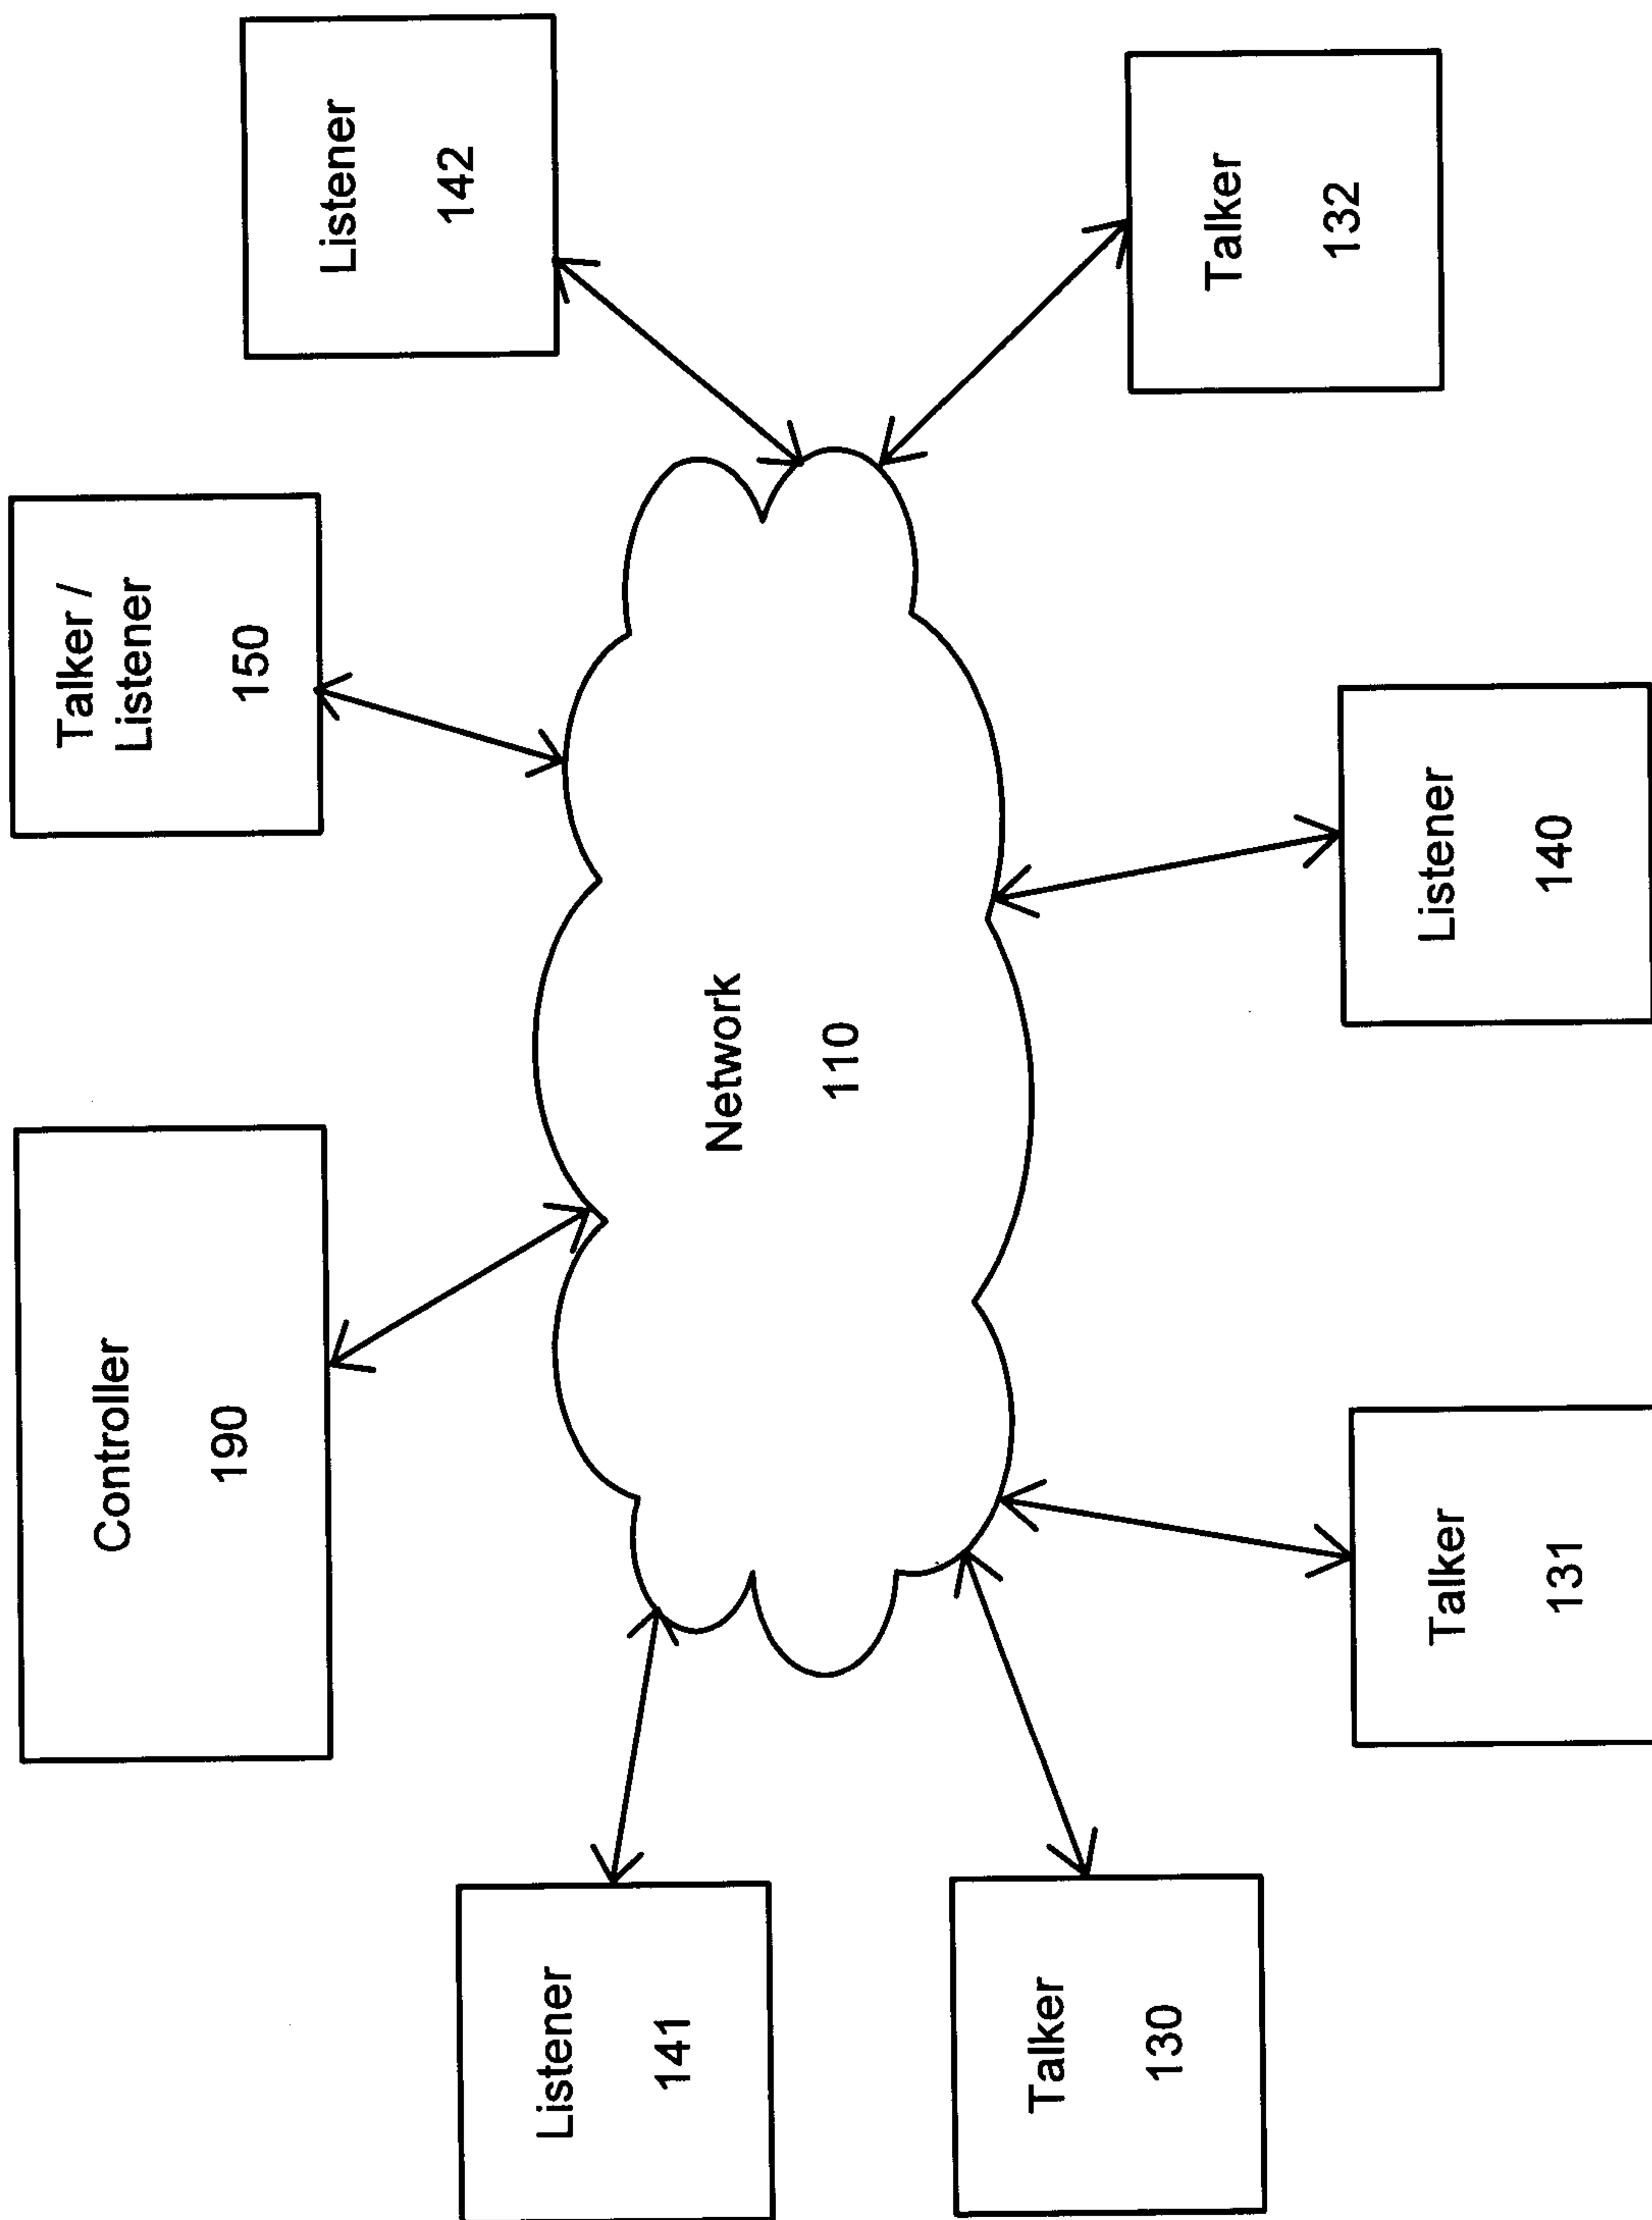 Controller
190
Talker /
Listener
150
Listener
142
Listener
141
Network
110
Talker
130
Talker
132
Talker
131
Listener
140